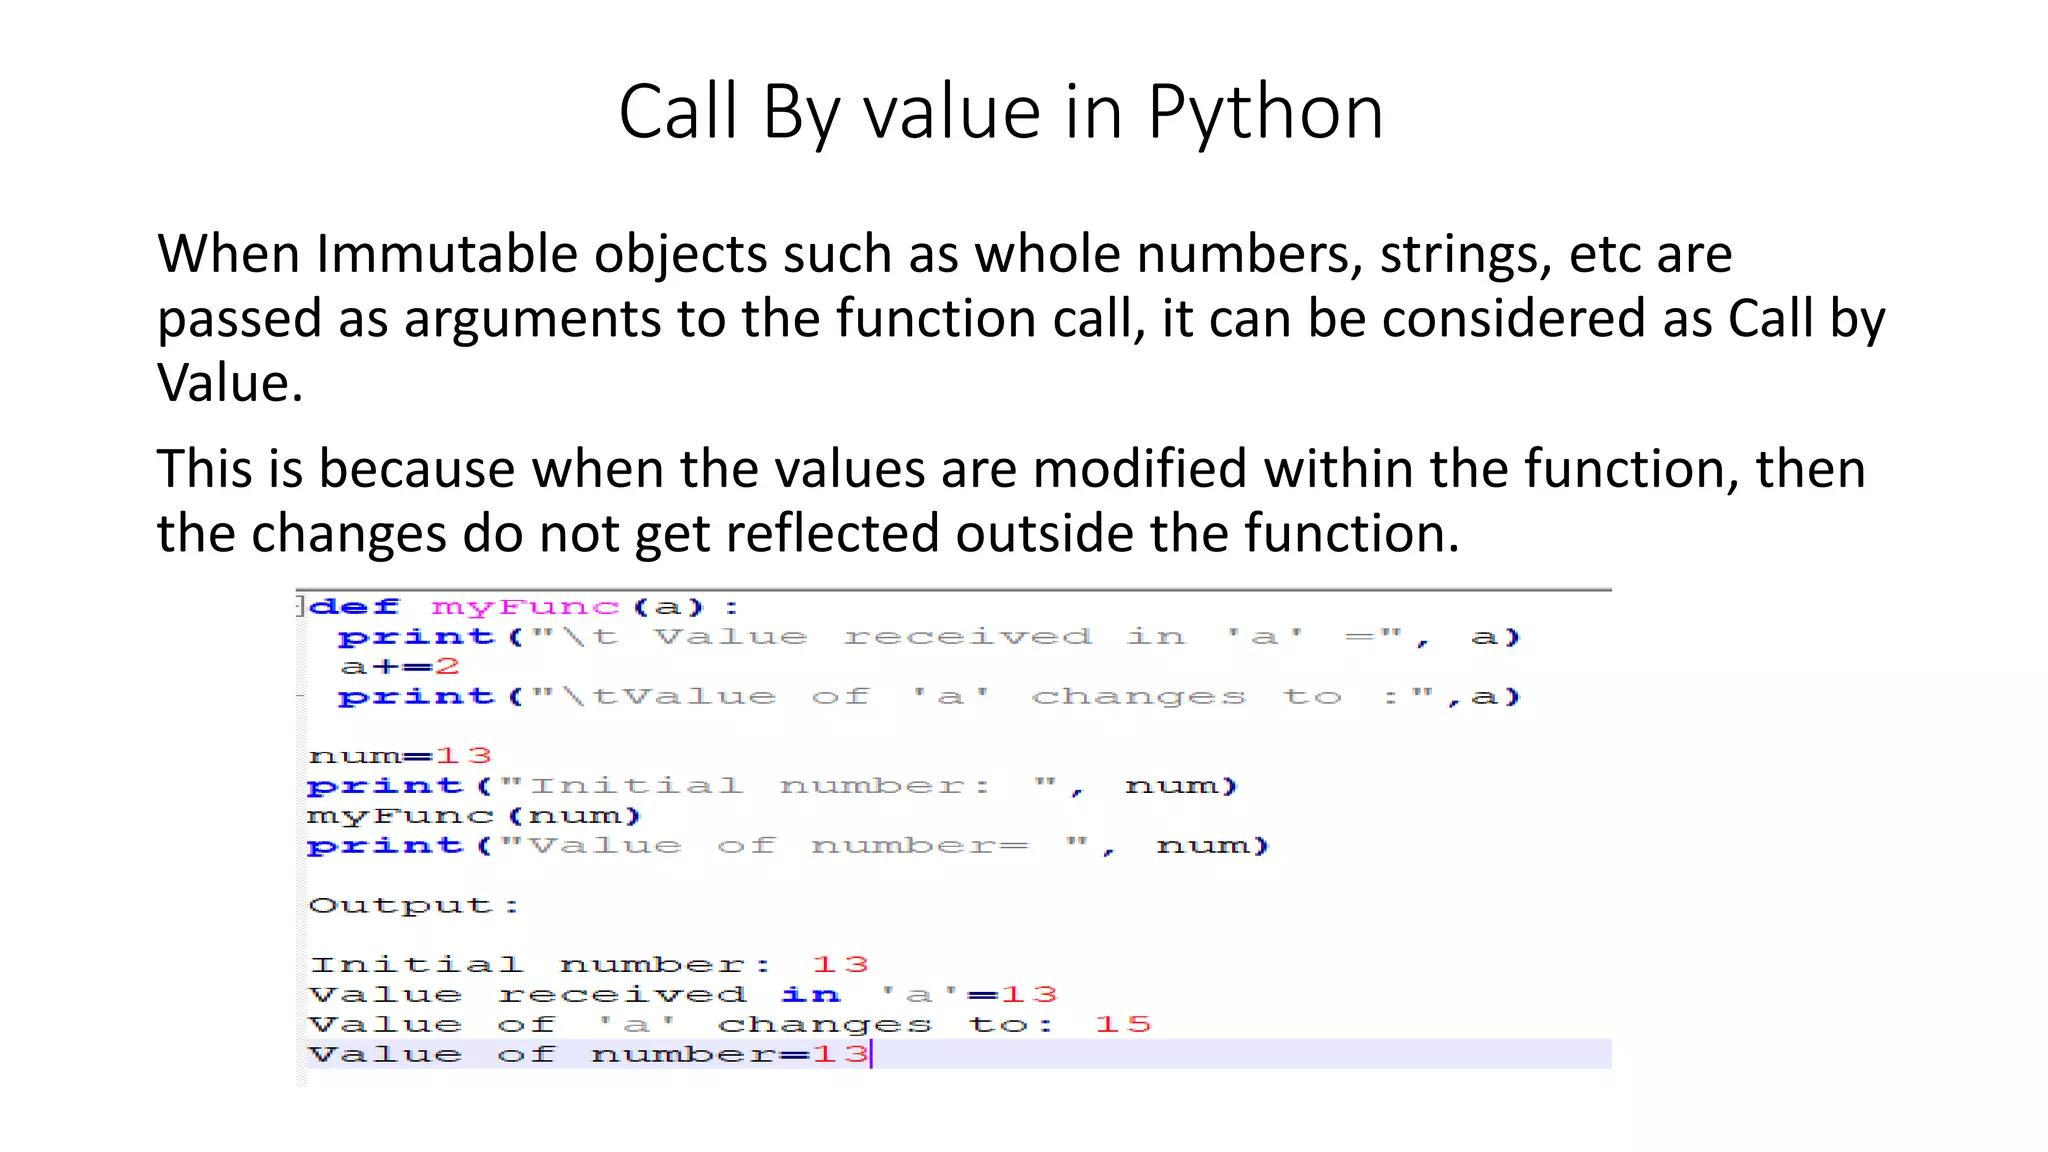 Call By value in Python
When Immutable objects such as whole numbers, strings, etc are
passed as arguments to the function call, it can be considered as Call by
Value.
This is because when the values are modified within the function, then
the changes do not get reflected outside the function.
def myFunc(a):
print("\t Value received in 'a' =", a)
a+=2
print("\tValue of 'a' changes to :",a)
num=13
print("Initial number: ", num)
myFunc(num)
print("Value of number= ", num)
Output:
Initial number: 13
Value received in 'a'=13
Value of 'a' changes to: 15
Value of number=13